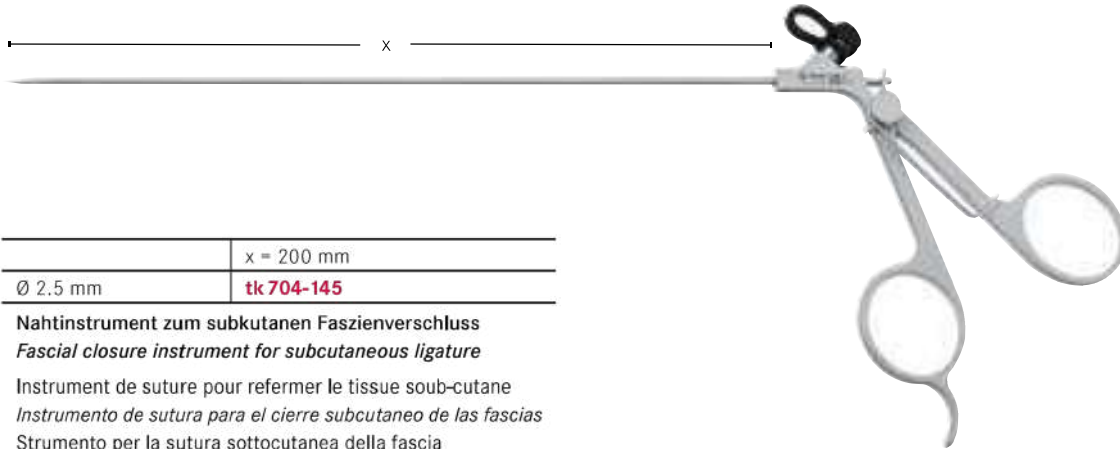 X
x = 200 mm
Ø 2.5 mm tk 704-145
Nahtinstrument zum subkutanen Faszienverschluss
Fascial closure instrument for subcutaneous ligature
Instrument de suture pour refermer le tissue soub-cutane
Instrumento de sutura para el cierre subcutaneo de las fascias
Strumento per la sutura sottocutanea della fascia